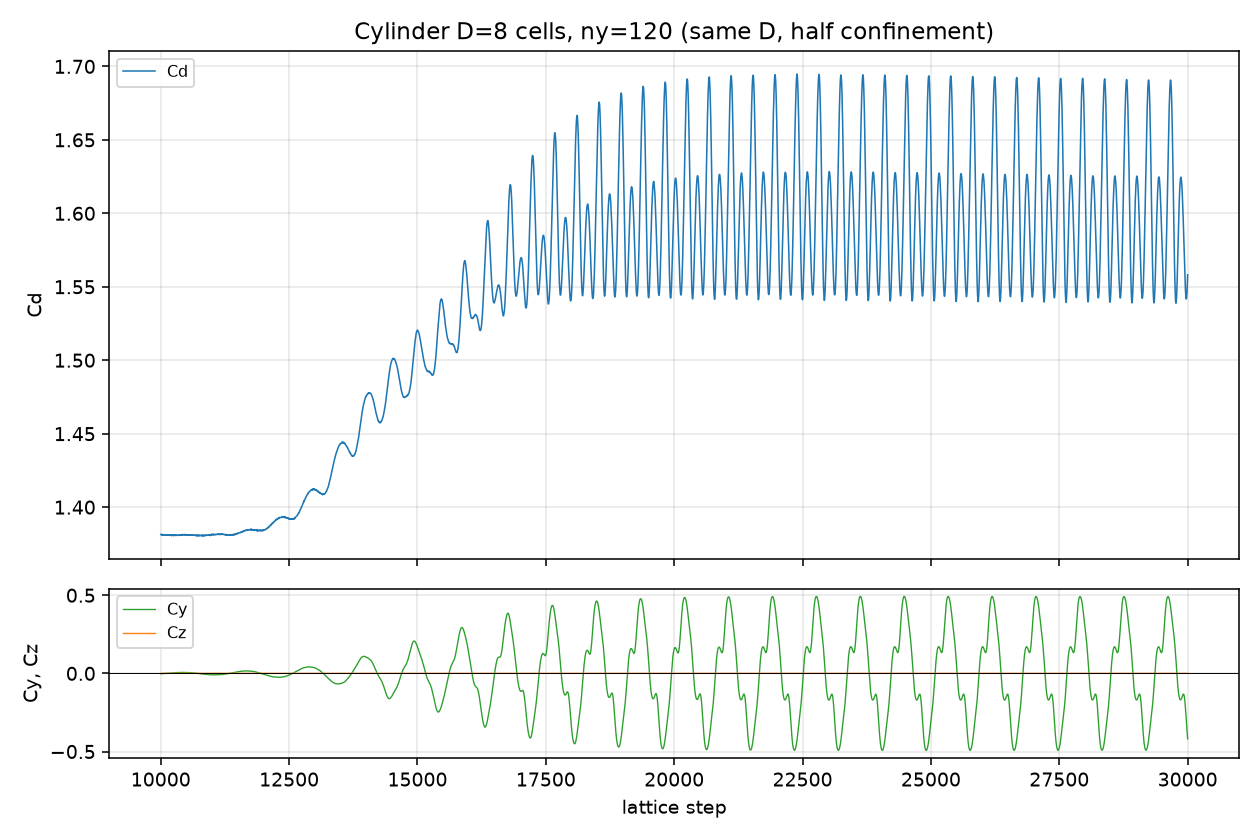 Cylinder D=8 cells, ny=120 (same D, half confinement)
Cd
1.70
1.65
1.60
1.55
1.50
1.45
1.40
Cd
Cy
Cz
0.5
0.0
−0.5
Cy, Cz
10000 12500 15000 17500 20000 22500 25000 27500 30000
lattice step